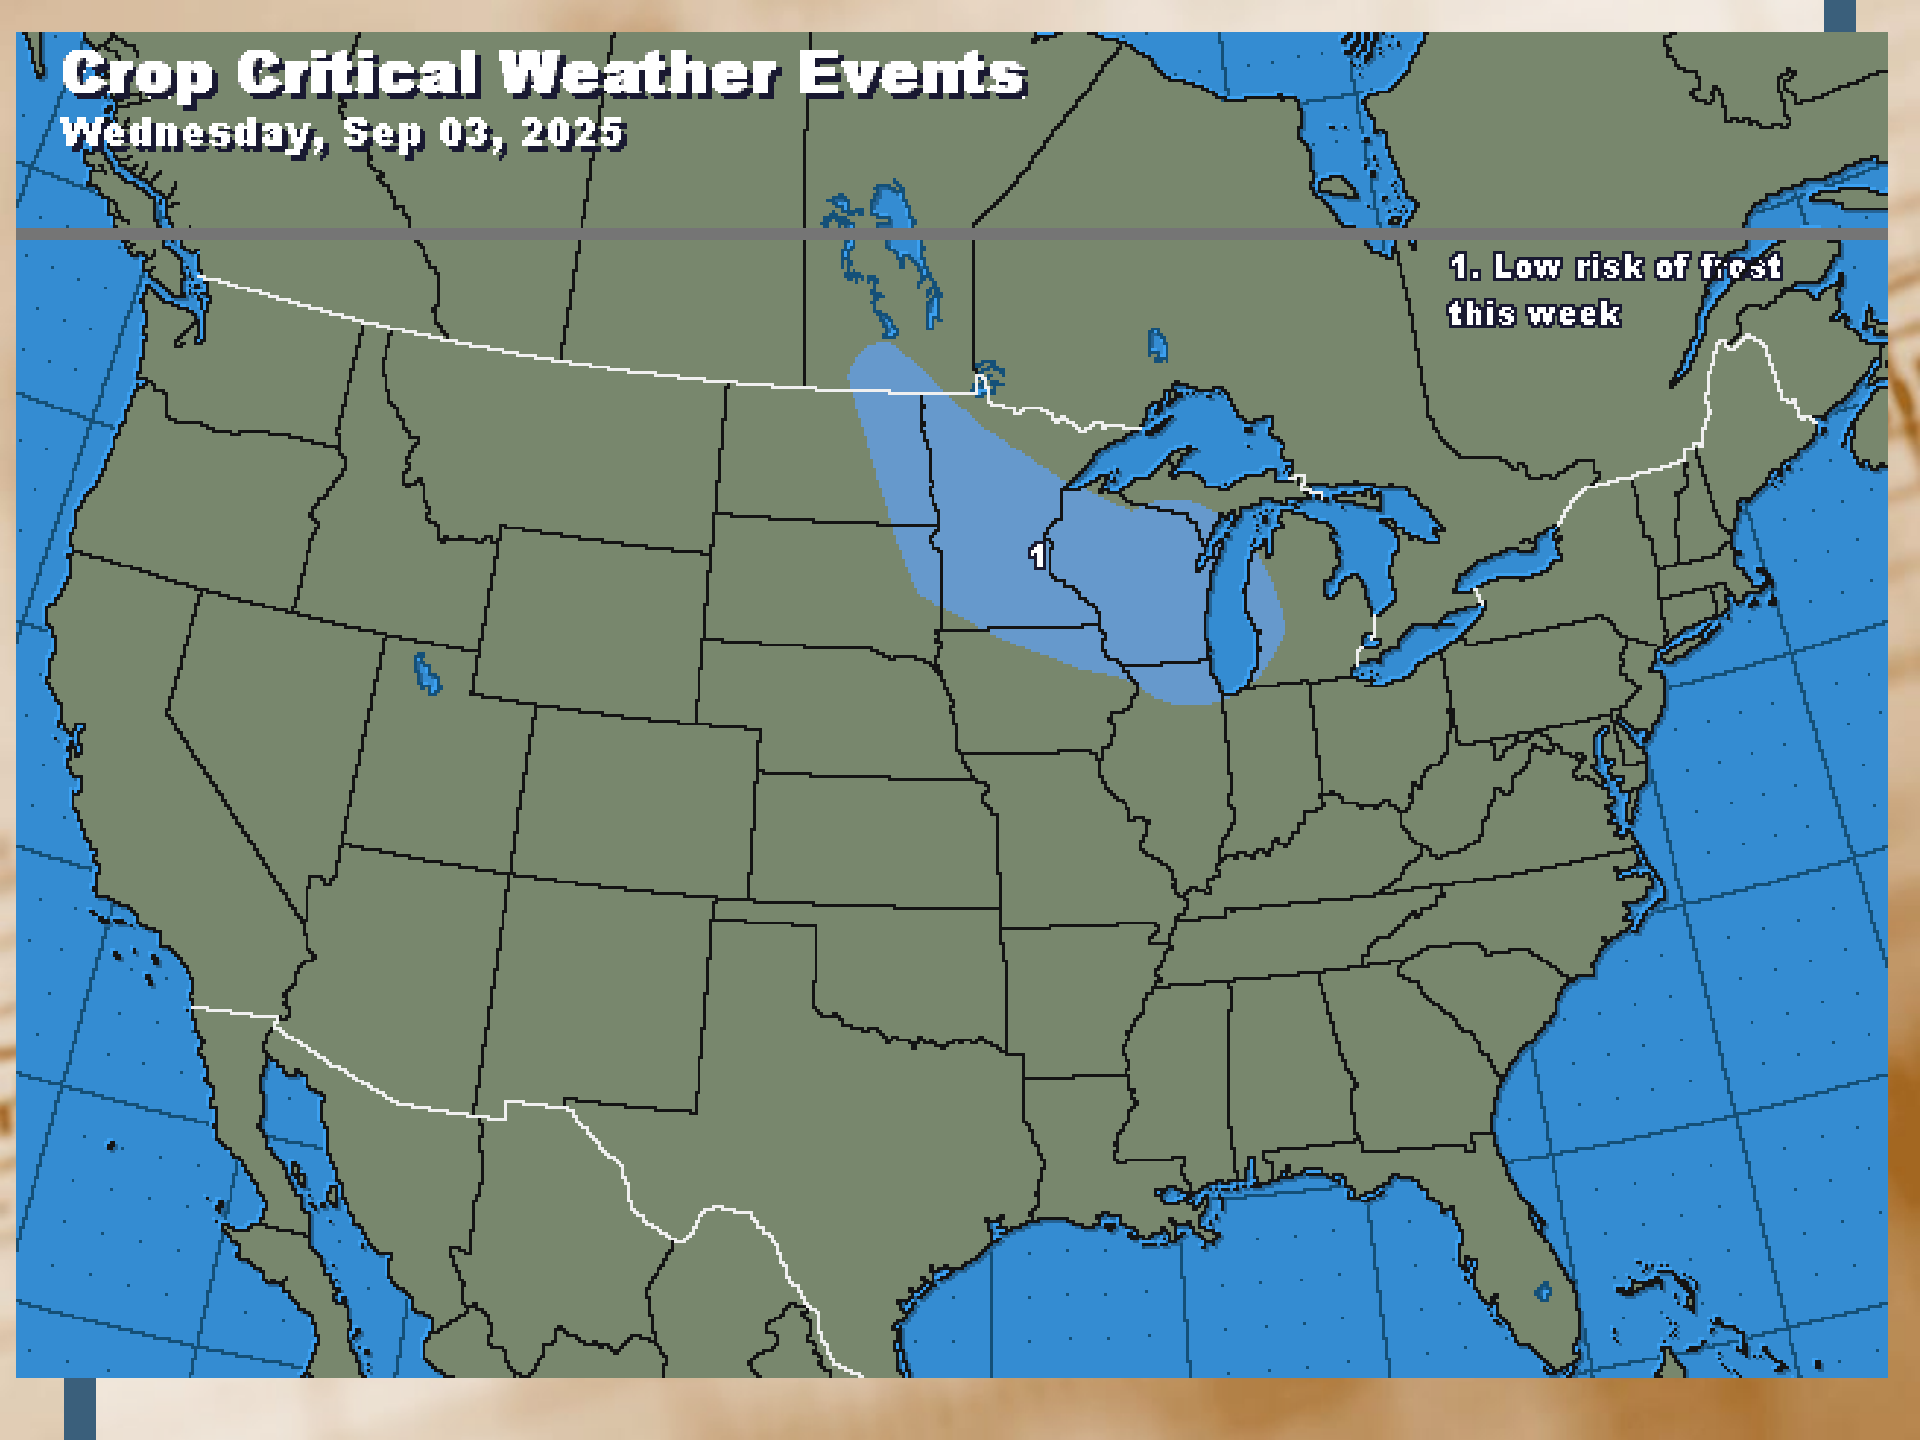 Crop Critical Weather Events
Wednesday, Sep 03, 2025
1. Low risk of frost
this week
1